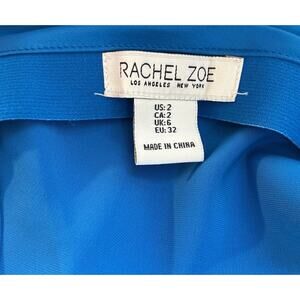 RACHEL ZOE
LOS ANGELES NEW YORK
US: 2
CA: 2
UK: 6
EU: 32
MADE IN CHINA